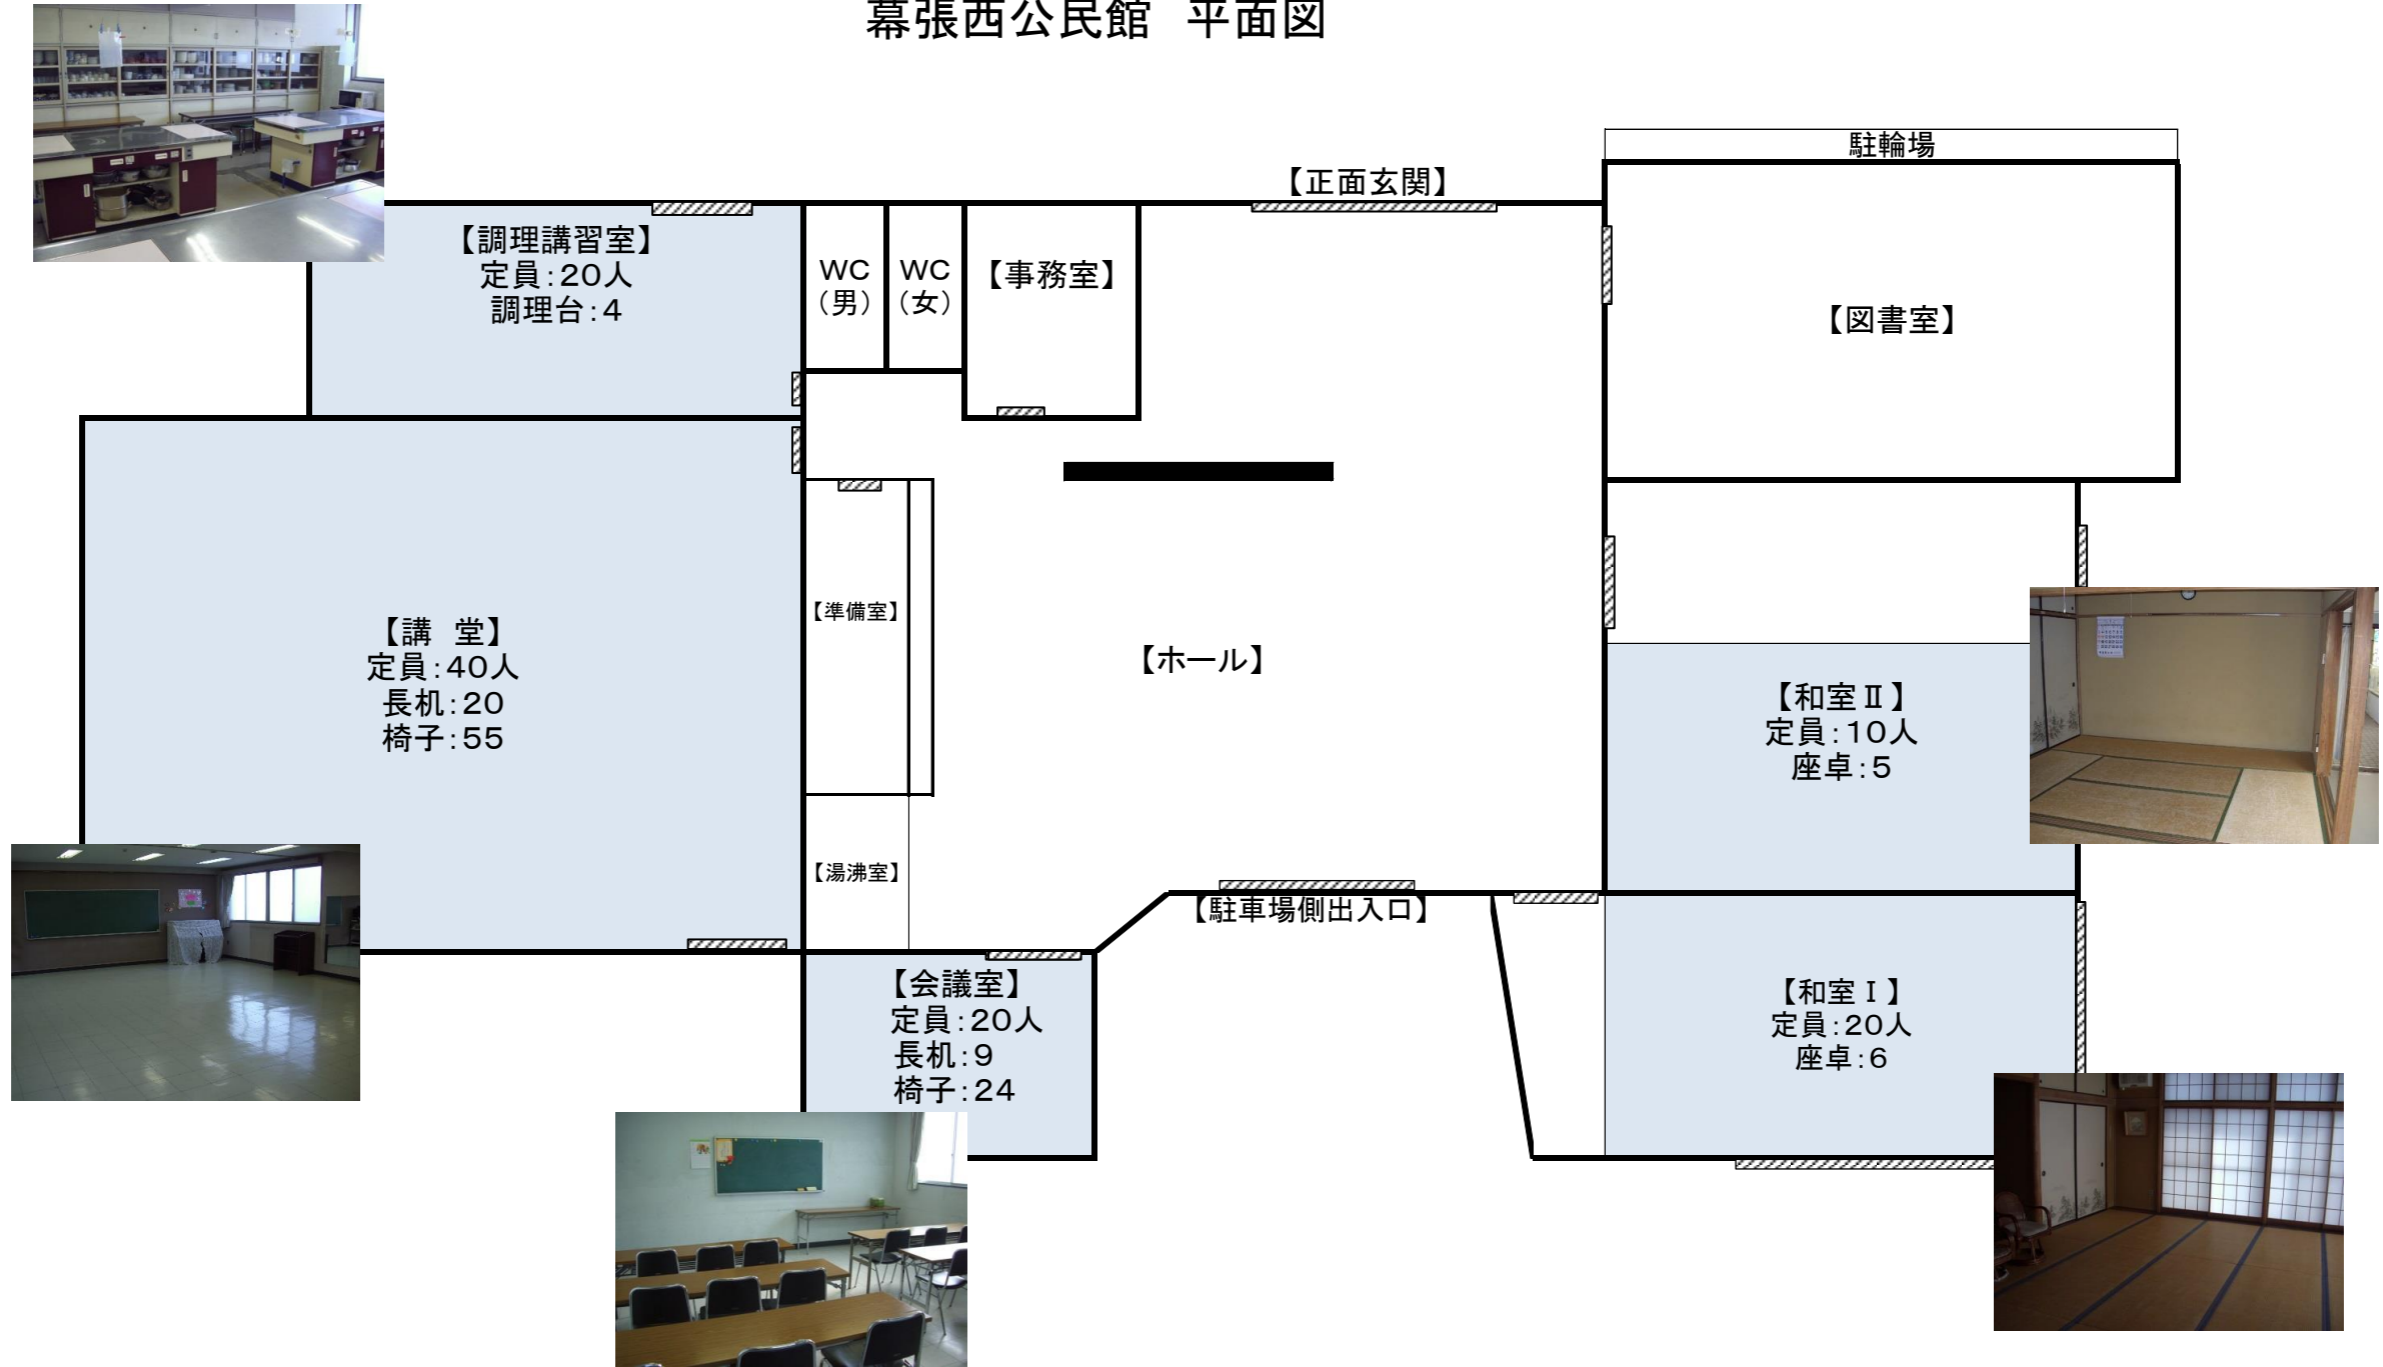 幕張西公民館　平面図
駐輪場
【正面玄関】
【調理講習室】
定員：20人
調理台：4
WC
（男）
WC
（女）
【事務室】
【図書室】
【講　堂】
定員：40人
長机：20
椅子：55
【準備室】
【ホール】
【和室Ⅱ】
定員：10人
座卓：5
【湯沸室】
【駐車場側出入口】
【会議室】
定員：20人
長机：9
椅子：24
【和室Ⅰ】
定員：20人
座卓：6